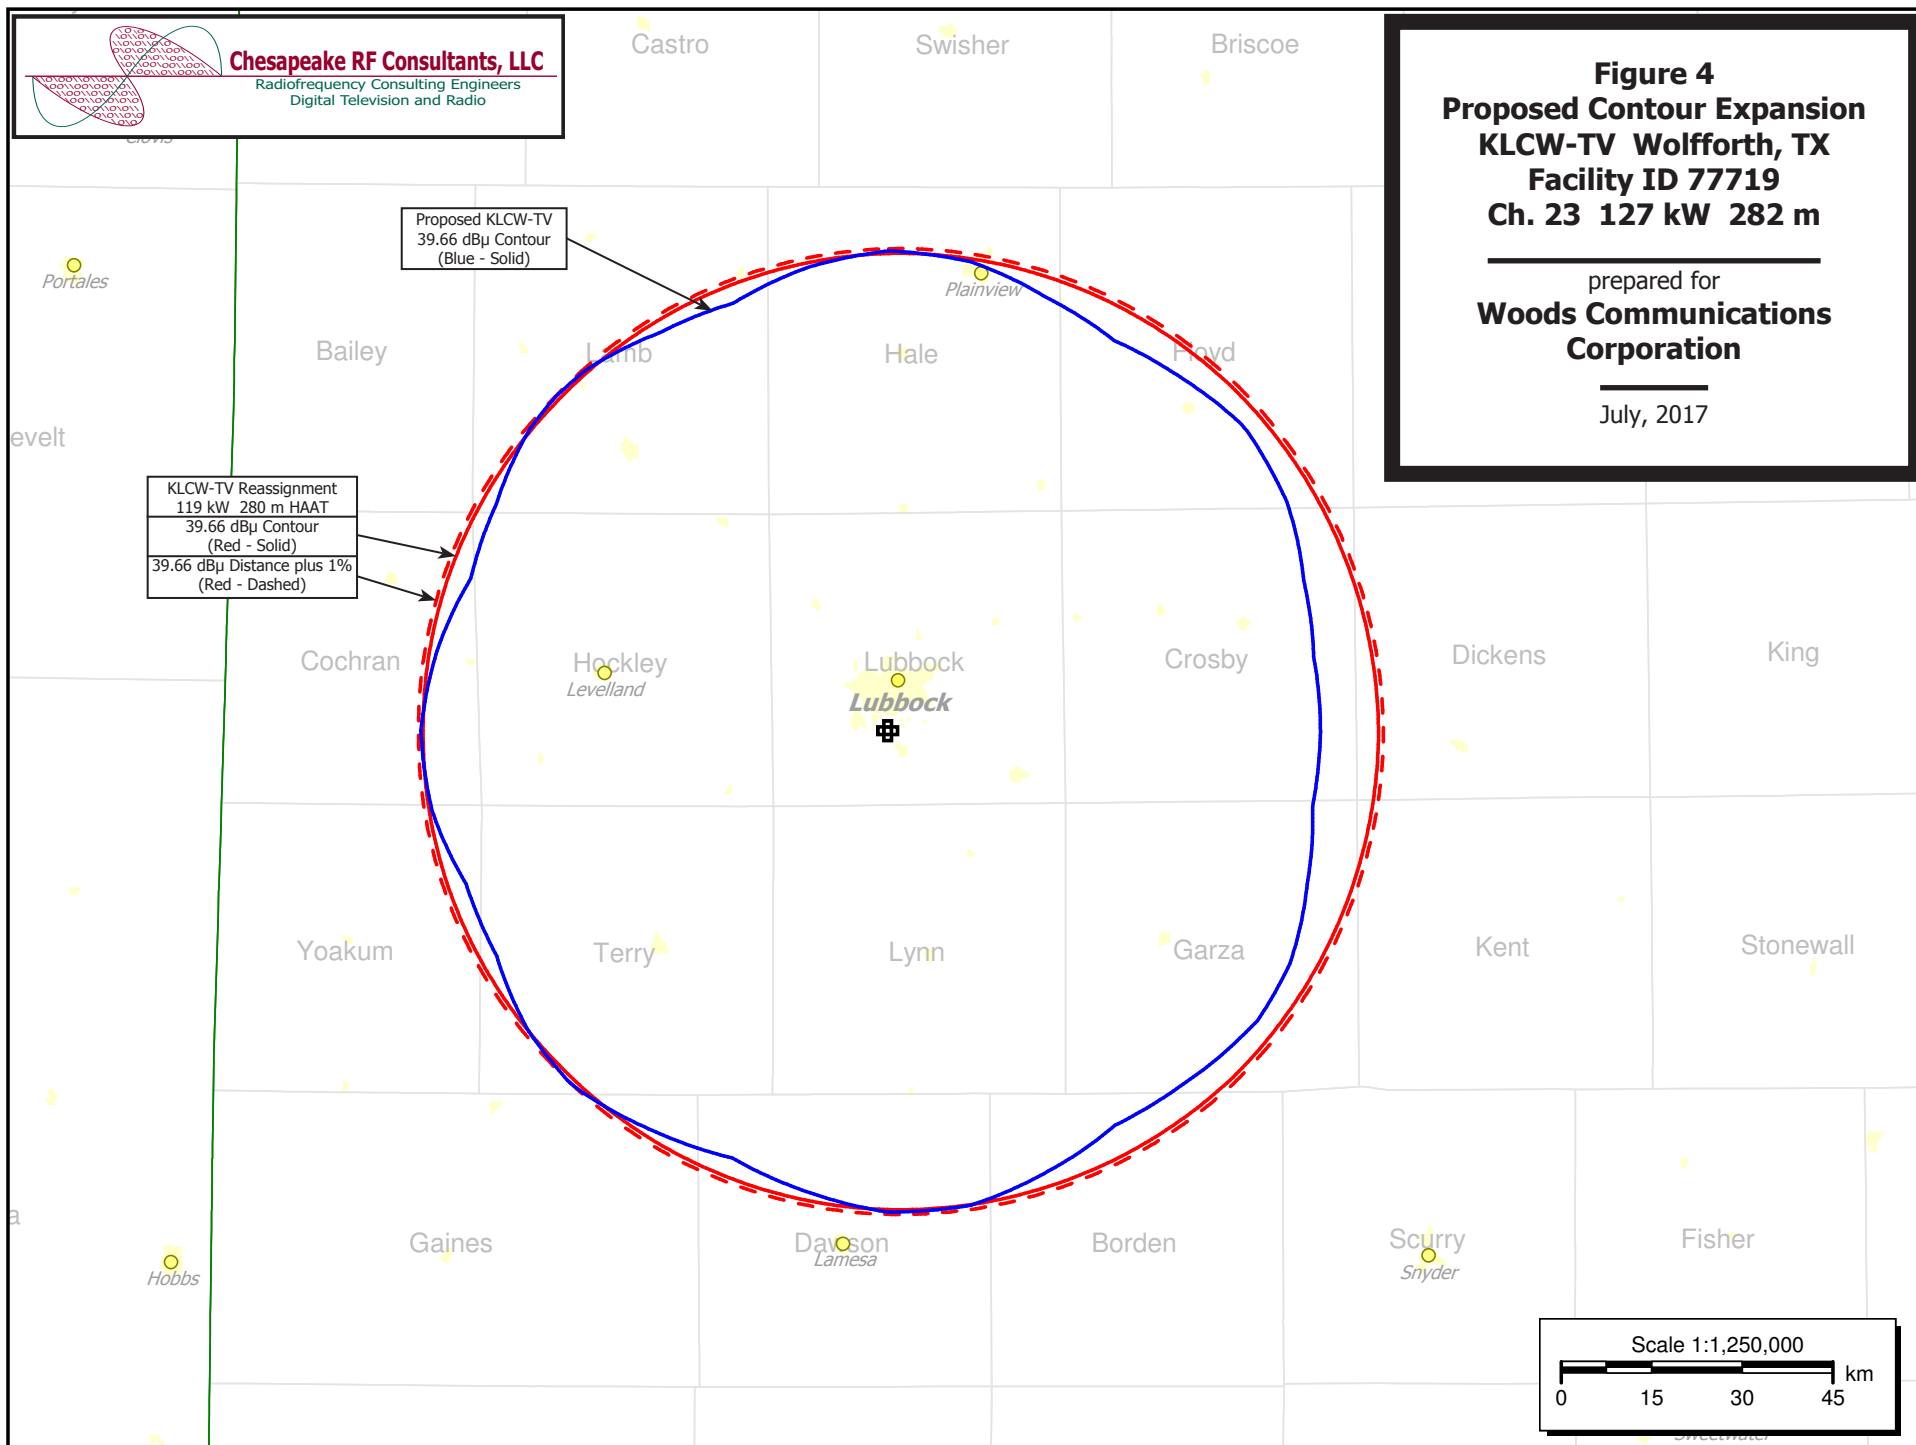 Chesapeake RF Consultants, LLC
Radiofrequency Consulting Engineers
Digital Television and Radio
Figure 4
Proposed Contour Expansion
KLCW-TV Wolfforth, TX
Facility ID 77719
Ch. 23 127 kW 282 m
prepared for
Woods Communications
Corporation
July, 2017
Castro
Swisher
Briscoe
Clovis
Proposed KLCW-TV
39.66 dBµ Contour
(Blue - Solid)
Portales
Plainview
Bailey
Lamb
Hale
Floyd
evelt
KLCW-TV Reassignment
119 kW 280 m HAAT
39.66 dBµ Contour
(Red - Solid)
39.66 dBµ Distance plus 1%
(Red - Dashed)
Cochran
Hockley
Levelland
Lubbock
Lubbock
Crosby
Dickens
King
Yoakum
Terry
Lynn
Garza
Kent
Stonewall
a
Hobbs
Gaines
Dawson
Lamesa
Borden
Scurry
Snyder
Fisher
Scale 1:1,250,000
km
0 15 30 45
Sweetwater